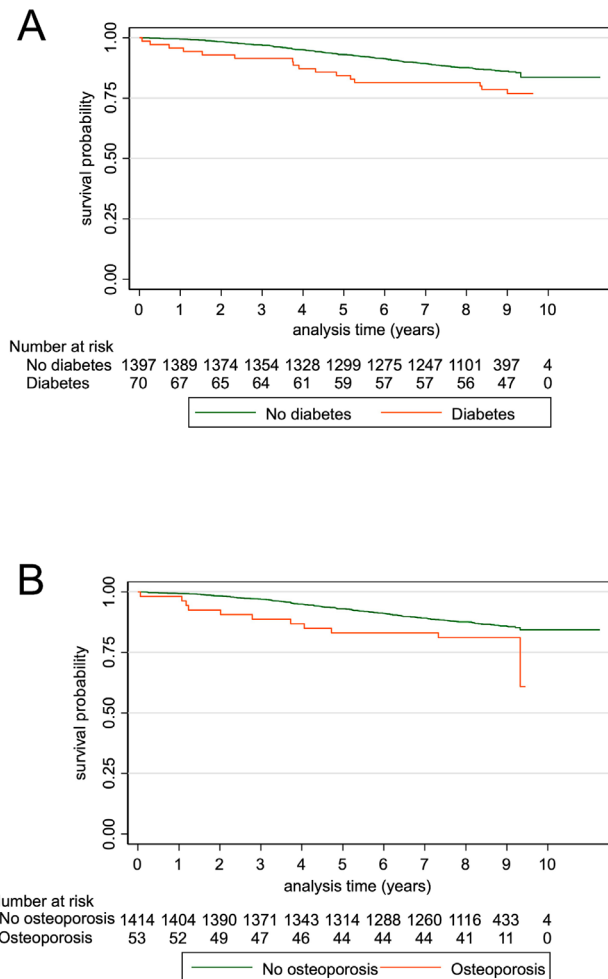 A
1.00
0.75
0.50
0.25
0.00
survival probability
0 1 2 3 4 5 6 7 8 9 10
analysis time (years)
Number at risk
No diabetes 1397 1389 1374 1354 1328 1299 1275 1247 1101 397 4
Diabetes 70 67 65 64 61 59 57 57 56 47 0
No diabetes Diabetes
B
1.00
0.75
0.50
0.25
0.00
survival probability
0 1 2 3 4 5 6 7 8 9 10
analysis time (years)
umber at risk
No osteoporosis 1414 1404 1390 1371 1343 1314 1288 1260 1116 433 4
Osteoporosis 53 52 49 47 46 44 44 44 41 11 0
No osteoporosis Osteoporosis